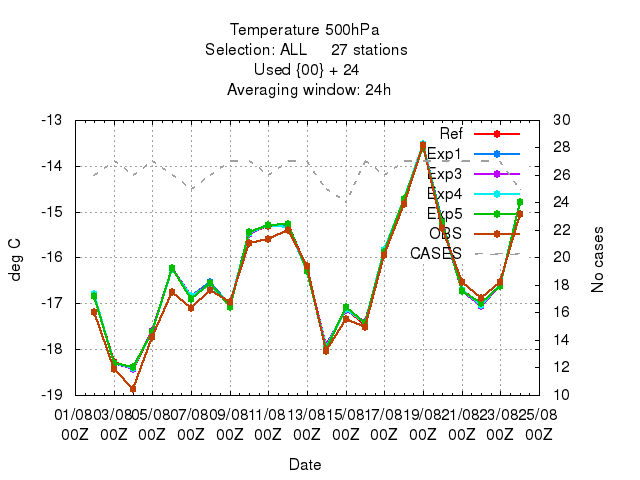 Temperature 500hPa
Selection: ALL 27 stations
Used {00} + 24
Averaging window: 24h
-13
-14
-15
-16
-17
-18
-19
deg C
30
28
26
24
22
20
18
16
14
12
10
No cases
Ref
Exp1
Exp3
Exp4
Exp5
OBS
CASES
01/08 03/08 05/08 07/08 09/08 11/08 13/08 15/08 17/08 19/08 21/08 23/08 25/08
00Z 00Z 00Z 00Z 00Z 00Z 00Z 00Z 00Z 00Z 00Z 00Z 00Z
Date